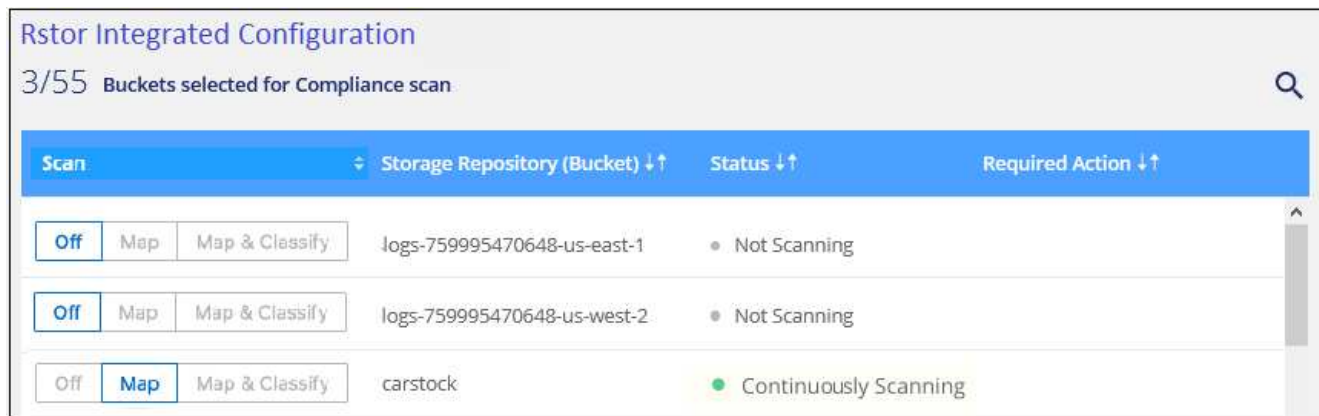 Rstor Integrated Configuration
3/55 Buckets selected for Compliance scan
Scan Storage Repository (Bucket) ↓↑ Status ↓↑ Required Action ↓↑
Off Map Map & Classify logs-759995470648-us-east-1 Not Scanning
Off Map Map & Classify logs-759995470648-us-west-2 Not Scanning
Off Map Map & Classify carstock Continuously Scanning